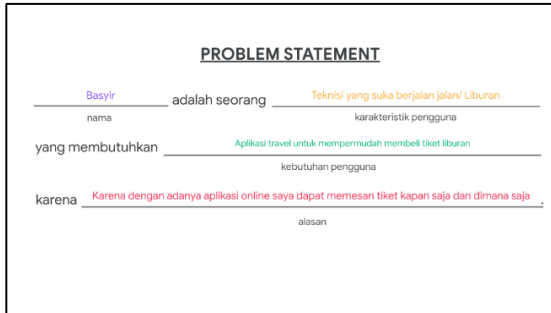 PROBLEM STATEMENT
Basyir adalah seorang Teknisi yang suka berjalan jalan/ Liburan
nama karakteristik pengguna
yang membutuhkan Aplikasi travel untuk mempermudah membeli tiket liburan
kebutuhan pengguna
karena Karena dengan adanya aplikasi online saya dapat memesan tiket kapan saja dan dimana saja.
alasan